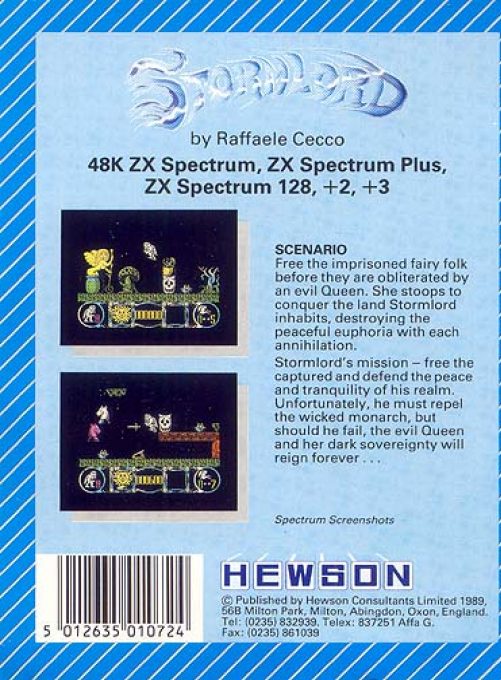 STORMLORD
by Raffaele Cecco
48K ZX Spectrum, ZX Spectrum Plus,
ZX Spectrum 128, +2, +3
SCENARIO
Free the imprisoned fairy folk
before they are obliterated by
an evil Queen. She stoops to
conquer the land Stormlord
inhabits, destroying the
peaceful euphoria with each
annihilation.
Stormlord's mission – free the
captured and defend the peace
and tranquility of his realm.
Unfortunately, he must repel
the wicked monarch, but
should he fail, the evil Queen
and her dark sovereignty will
reign forever . . .
Spectrum Screenshots
HEWSON
© Published by Hewson Consultants Limited 1989,
56B Milton Park, Milton, Abingdon, Oxon, England.
Tel: (0235) 832939. Telex: 837251 Affa G.
Fax: (0235) 861039
5 012635 010724